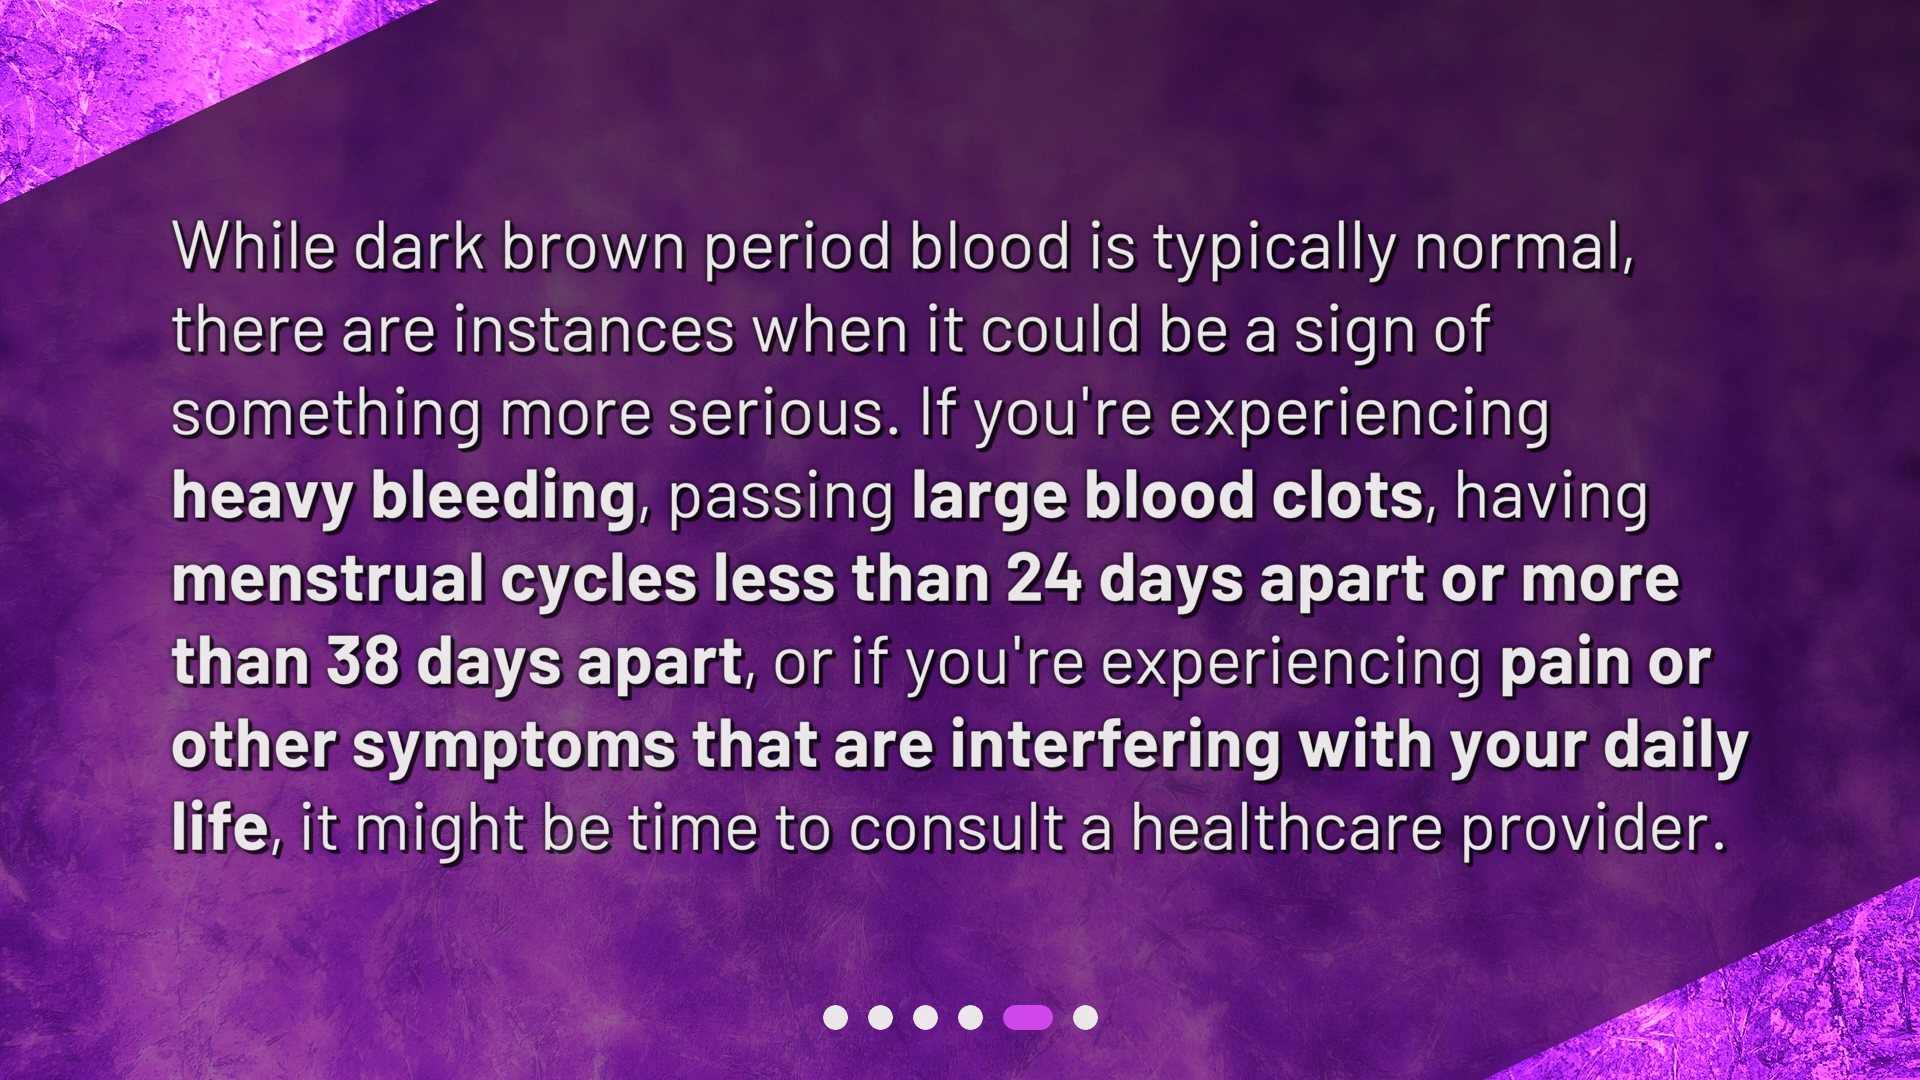 While dark brown period blood is typically normal,
there are instances when it could be a sign of
something more serious. If you're experiencing
heavy bleeding, passing large blood clots, having
menstrual cycles less than 24 days apart or more
than 38 days apart, or if you're experiencing pain or
other symptoms that are interfering with your daily
life, it might be time to consult a healthcare provider.